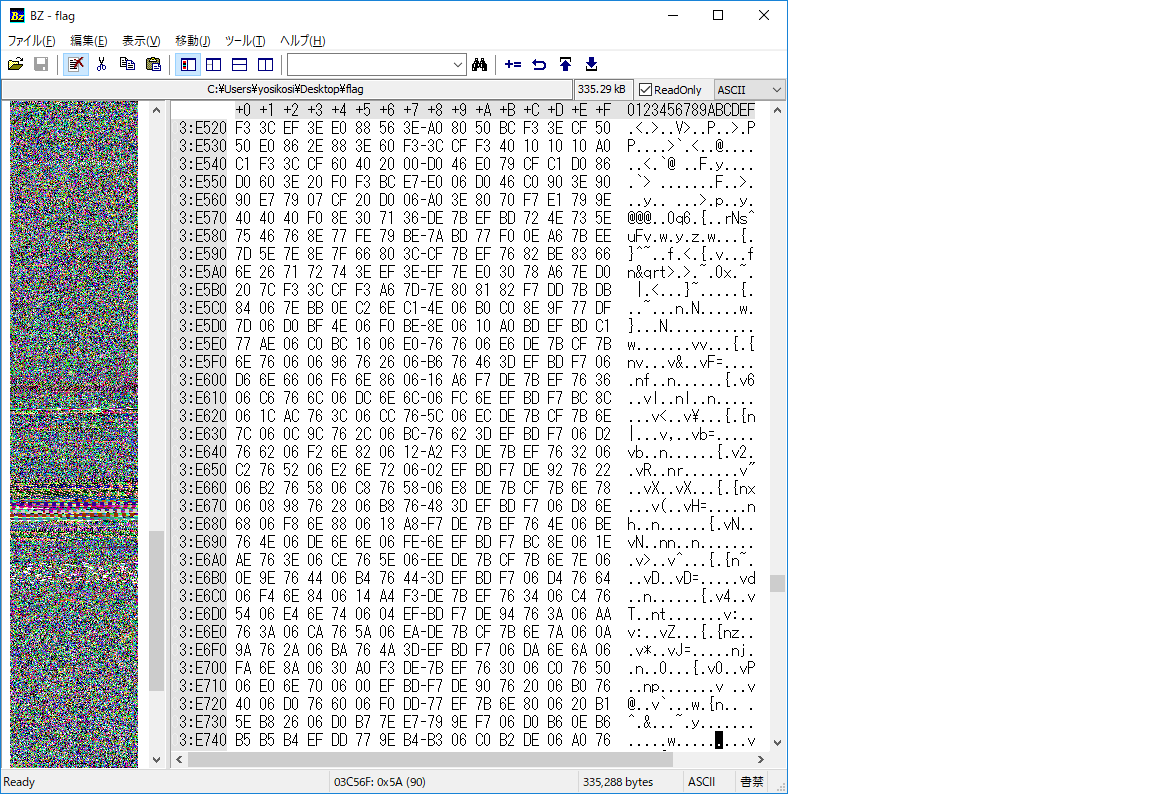 BZ - flag
ファイル(F) 編集(E) 表示(V) 移動(J) ツール(T) ヘルプ(H)
C:¥Users¥yosikosi¥Desktop¥flag 335.29 kB ReadOnly ASCII
+0 +1 +2 +3 +4 +5 +6 +7 +8 +9 +A +B +C +D +E +F 0123456789ABCDEF
3:E520 F3 3C EF 3E E0 88 56 3E-A0 80 50 BC F3 3E CF 50 .<.>..V>..P..>.P
3:E530 50 E0 86 2E 88 3E 60 F3-3C CF F3 40 10 10 10 A0 P....>`.<..@....
3:E540 C1 F3 3C CF 60 40 20 00-D0 46 E0 79 CF C1 D0 86 ..<.`@ ..F.y....
3:E550 D0 60 3E 20 F0 F3 BC E7-E0 06 D0 46 C0 90 3E 90 .`> .......F..>.
3:E560 90 E7 79 07 CF 20 D0 06-A0 3E 80 70 F7 E1 79 9E ..y.. ...>.p..y.
3:E570 40 40 40 F0 8E 30 71 36-DE 7B EF BD 72 4E 73 5E @@@..0q6.{..rNs^
3:E580 75 46 76 8E 77 FE 79 BE-7A BD 77 F0 0E A6 7B EE uFv.w.y.z.w...{.
3:E590 7D 5E 7E 8E 7F 66 80 3C-CF 7B EF 76 82 BE 83 66 }^~..f.<.{.v...f
3:E5A0 6E 26 71 72 74 3E EF 3E-EF 7E E0 30 78 A6 7E D0 n&qrt>.>.~.0x.~.
3:E5B0 20 7C F3 3C CF F3 A6 7D-7E 80 81 82 F7 DD 7B DB  |.<...}~.....{.
3:E5C0 84 06 7E BB 0E C2 6E C1-4E 06 B0 C0 8E 9F 77 DF ..~...n.N.....w.
3:E5D0 7D 06 D0 BF 4E 06 F0 BE-8E 06 10 A0 BD EF BD C1 }...N...........
3:E5E0 77 AE 06 C0 BC 16 06 E0-76 76 06 E6 DE 7B CF 7B w.......vv...{.{
3:E5F0 6E 76 06 06 96 76 26 06-B6 76 46 3D EF BD F7 06 nv...v&..vF=....
3:E600 D6 6E 66 06 F6 6E 86 06-16 A6 F7 DE 7B EF 76 36 .nf..n......{.v6
3:E610 06 C6 76 6C 06 DC 6E 6C-06 FC 6E EF BD F7 BC 8C ..vl..nl..n.....
3:E620 06 1C AC 76 3C 06 CC 76-5C 06 EC DE 7B CF 7B 6E ...v<..v¥...{.{n
3:E630 7C 06 0C 9C 76 2C 06 BC-76 62 3D EF BD F7 06 D2 |...v,..vb=.....
3:E640 76 62 06 F2 6E 82 06 12-A2 F3 DE 7B EF 76 32 06 vb..n......{.v2.
3:E650 C2 76 52 06 E2 6E 72 06-02 EF BD F7 DE 92 76 22 .vR..nr.......v"
3:E660 06 B2 76 58 06 C8 76 58-06 E8 DE 7B CF 7B 6E 78 ..vX..vX...{.{nx
3:E670 06 08 98 76 28 06 B8 76-48 3D EF BD F7 06 D8 6E ...v(..vH=.....n
3:E680 68 06 F8 6E 88 06 18 A8-F7 DE 7B EF 76 4E 06 BE h..n......{.vN..
3:E690 76 4E 06 DE 6E 6E 06 FE-6E EF BD F7 BC 8E 06 1E vN..nn..n.......
3:E6A0 AE 76 3E 06 CE 76 5E 06-EE DE 7B CF 7B 6E 7E 06 .v>..v^...{.{n~.
3:E6B0 0E 9E 76 44 06 B4 76 44-3D EF BD F7 06 D4 76 64 ..vD..vD=.....vd
3:E6C0 06 F4 6E 84 06 14 A4 F3-DE 7B EF 76 34 06 C4 76 ..n......{.v4..v
3:E6D0 54 06 E4 6E 74 06 04 EF-BD F7 DE 94 76 3A 06 AA T..nt.......v:..
3:E6E0 76 3A 06 CA 76 5A 06 EA-DE 7B CF 7B 6E 7A 06 0A v:..vZ...{.{nz..
3:E6F0 9A 76 2A 06 BA 76 4A 3D-EF BD F7 06 DA 6E 6A 06 .v*..vJ=.....nj.
3:E700 FA 6E 8A 06 30 A0 F3 DE-7B EF 76 30 06 C0 76 50 .n..0...{.v0..vP
3:E710 06 E0 6E 70 06 00 EF BD-F7 DE 90 76 20 06 B0 76 ..np.......v ..v
3:E720 40 06 D0 76 60 06 F0 DD-77 EF 7B 6E 80 06 20 B1 @..v`...w.{n.. .
3:E730 5E B8 26 06 D0 B7 7E E7-79 9E F7 06 D0 B6 0E B6 ^.&...~.y.......
3:E740 B5 B5 B4 EF DD 77 9E B4-B3 06 C0 B2 DE 06 A0 76 .....w.........v
Ready 03C56F: 0x5A (90) 335,288 bytes ASCII 書禁